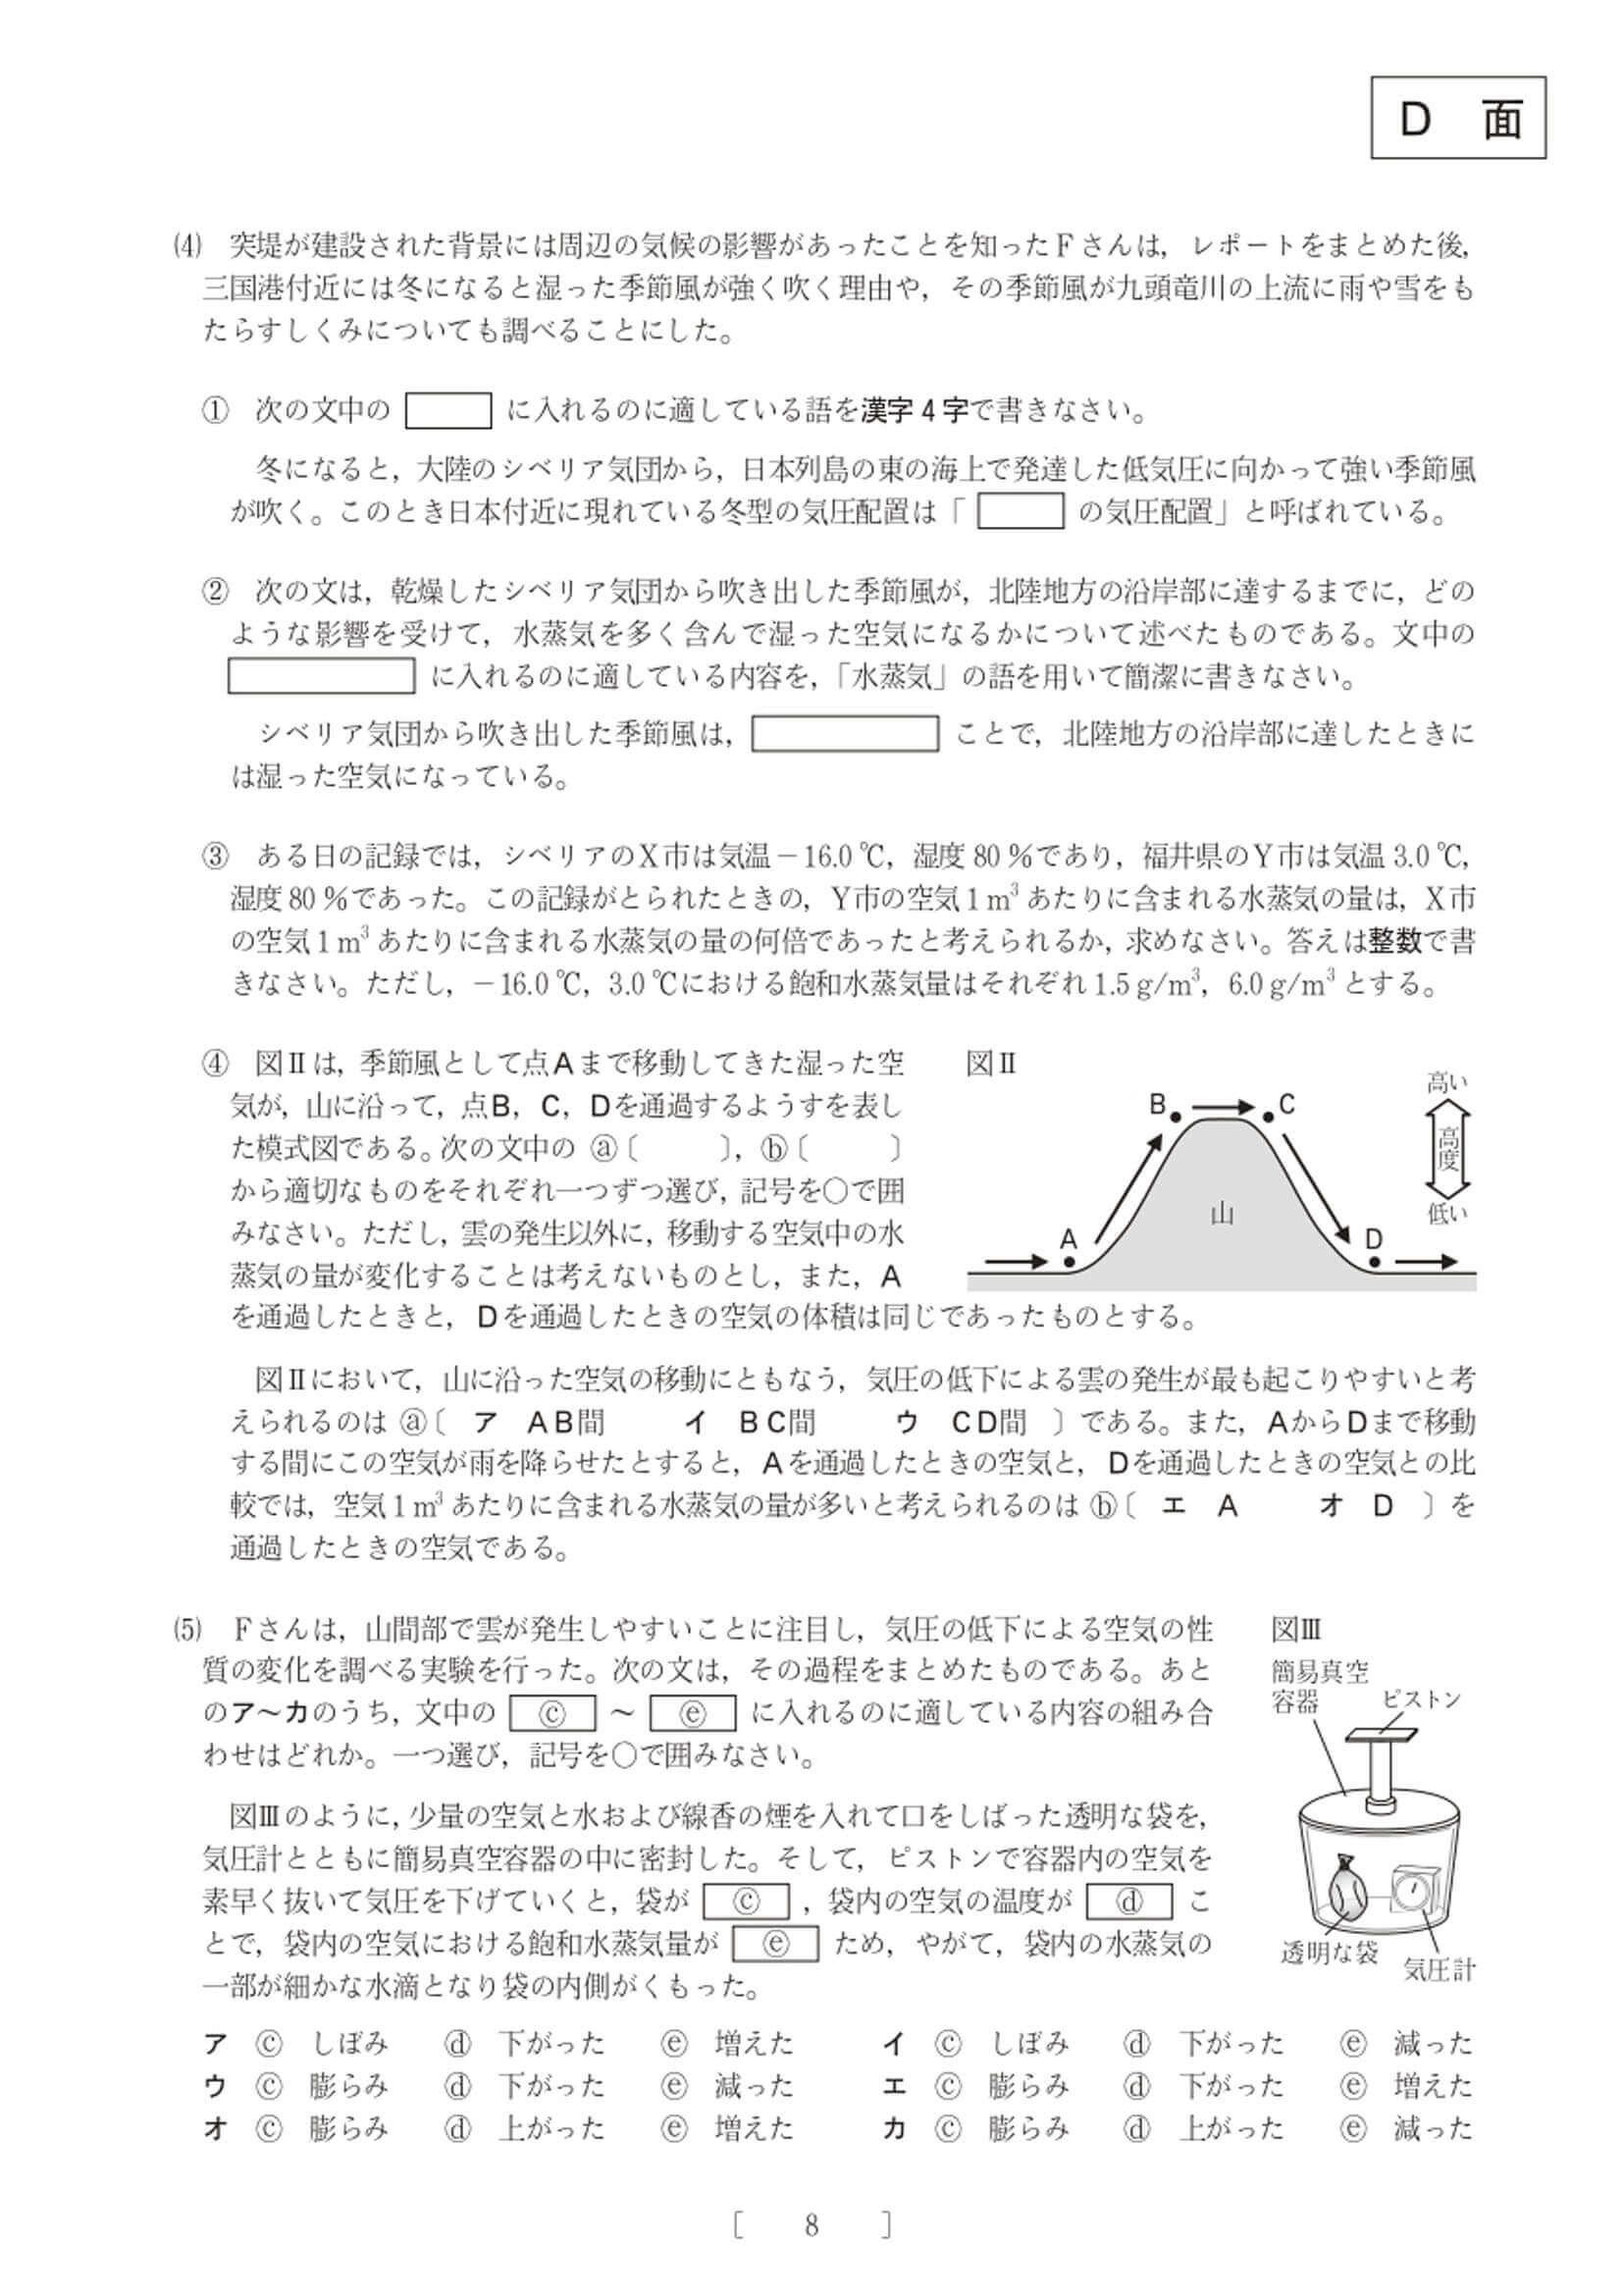 D 面
⑷ 突堤が建設された背景には周辺の気候の影響があったことを知ったFさんは，レポートをまとめた後，
三国港付近には冬になると湿った季節風が強く吹く理由や，その季節風が九頭竜川の上流に雨や雪をも
たらすしくみについても調べることにした。
① 次の文中の に入れるのに適している語を漢字4字で書きなさい。
冬になると，大陸のシベリア気団から，日本列島の東の海上で発達した低気圧に向かって強い季節風
が吹く。このとき日本付近に現れている冬型の気圧配置は「 の気圧配置」と呼ばれている。
② 次の文は，乾燥したシベリア気団から吹き出した季節風が，北陸地方の沿岸部に達するまでに，どの
ような影響を受けて，水蒸気を多く含んで湿った空気になるかについて述べたものである。文中の
に入れるのに適している内容を，「水蒸気」の語を用いて簡潔に書きなさい。
シベリア気団から吹き出した季節風は， ことで，北陸地方の沿岸部に達したときに
は湿った空気になっている。
③ ある日の記録では，シベリアのX市は気温－16.0℃，湿度80％であり，福井県のY市は気温3.0℃，
湿度80％であった。この記録がとられたときの，Y市の空気1m³あたりに含まれる水蒸気の量は，X市
の空気1m³あたりに含まれる水蒸気の量の何倍であったと考えられるか，求めなさい。答えは整数で書
きなさい。ただし，－16.0℃，3.0℃における飽和水蒸気量はそれぞれ1.5g/m³，6.0g/m³とする。
④ 図Ⅱは，季節風として点Aまで移動してきた湿った空
気が，山に沿って，点B，C，Dを通過するようすを表し
た模式図である。次の文中の ⓐ〔 〕，ⓑ〔 〕
から適切なものをそれぞれ一つずつ選び，記号を○で囲
みなさい。ただし，雲の発生以外に，移動する空気中の水
蒸気の量が変化することは考えないものとし，また，A
を通過したときと，Dを通過したときの空気の体積は同じであったものとする。
図Ⅱ
B
C
A
D
山
高い
高度
低い
図Ⅱにおいて，山に沿った空気の移動にともなう，気圧の低下による雲の発生が最も起こりやすいと考
えられるのは ⓐ〔 ア AB間 イ BC間 ウ CD間 〕である。また，AからDまで移動
する間にこの空気が雨を降らせたとすると，Aを通過したときの空気と，Dを通過したときの空気との比
較では，空気1m³あたりに含まれる水蒸気の量が多いと考えられるのは ⓑ〔 エ A オ D 〕を
通過したときの空気である。
⑸ Fさんは，山間部で雲が発生しやすいことに注目し，気圧の低下による空気の性
質の変化を調べる実験を行った。次の文は，その過程をまとめたものである。あと
のア～カのうち，文中の ⓒ ～ ⓔ に入れるのに適している内容の組み合
わせはどれか。一つ選び，記号を○で囲みなさい。
図Ⅲのように，少量の空気と水および線香の煙を入れて口をしばった透明な袋を，
気圧計とともに簡易真空容器の中に密封した。そして，ピストンで容器内の空気を
素早く抜いて気圧を下げていくと，袋が ⓒ ，袋内の空気の温度が ⓓ こ
とで，袋内の空気における飽和水蒸気量が ⓔ ため，やがて，袋内の水蒸気の
一部が細かな水滴となり袋の内側がくもった。
図Ⅲ
簡易真空
容器
ピストン
透明な袋
気圧計
ア ⓒ しぼみ ⓓ 下がった ⓔ 増えた イ ⓒ しぼみ ⓓ 下がった ⓔ 減った
ウ ⓒ 膨らみ ⓓ 下がった ⓔ 減った エ ⓒ 膨らみ ⓓ 下がった ⓔ 増えた
オ ⓒ 膨らみ ⓓ 上がった ⓔ 増えた カ ⓒ 膨らみ ⓓ 上がった ⓔ 減った
［ 8 ］